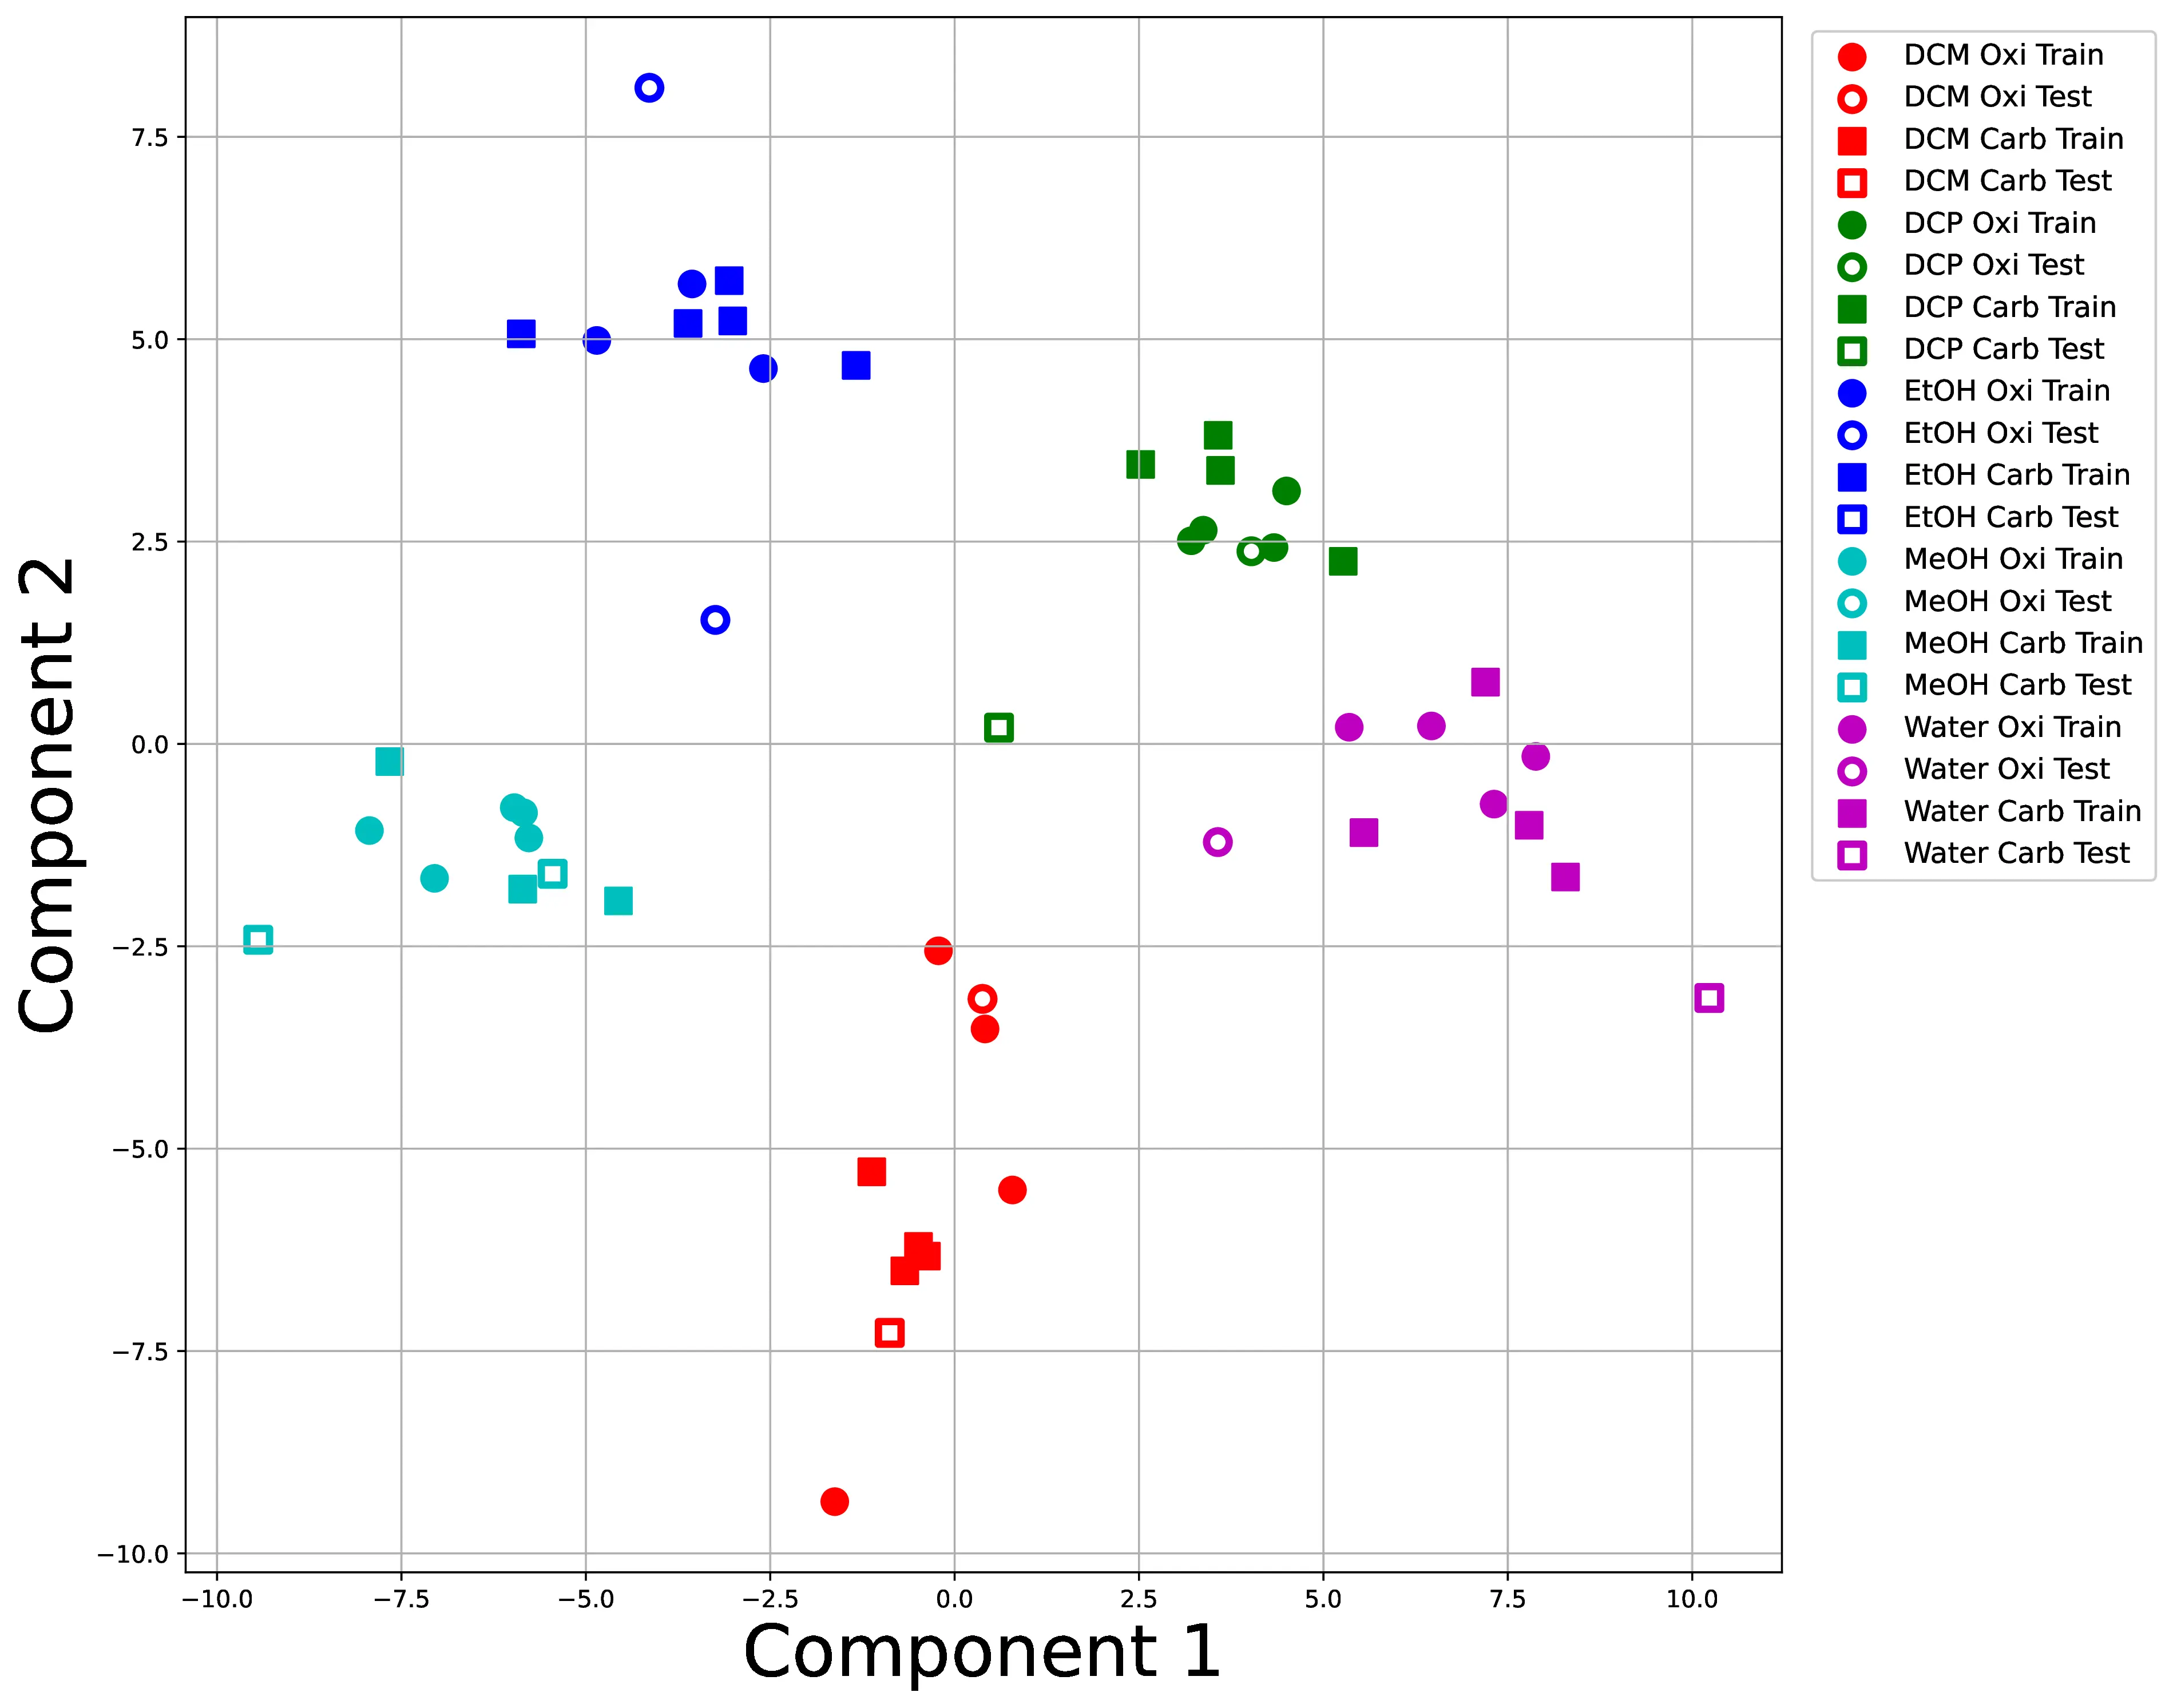 DCM Oxi Train
DCM Oxi Test
DCM Carb Train
DCM Carb Test
DCP Oxi Train
DCP Oxi Test
DCP Carb Train
DCP Carb Test
EtOH Oxi Train
EtOH Oxi Test
EtOH Carb Train
EtOH Carb Test
MeOH Oxi Train
MeOH Oxi Test
MeOH Carb Train
MeOH Carb Test
Water Oxi Train
Water Oxi Test
Water Carb Train
Water Carb Test
Component 2
7.5
5.0
2.5
0.0
−2.5
−5.0
−7.5
−10.0
−10.0 −7.5 −5.0 −2.5 0.0 2.5 5.0 7.5 10.0
Component 1